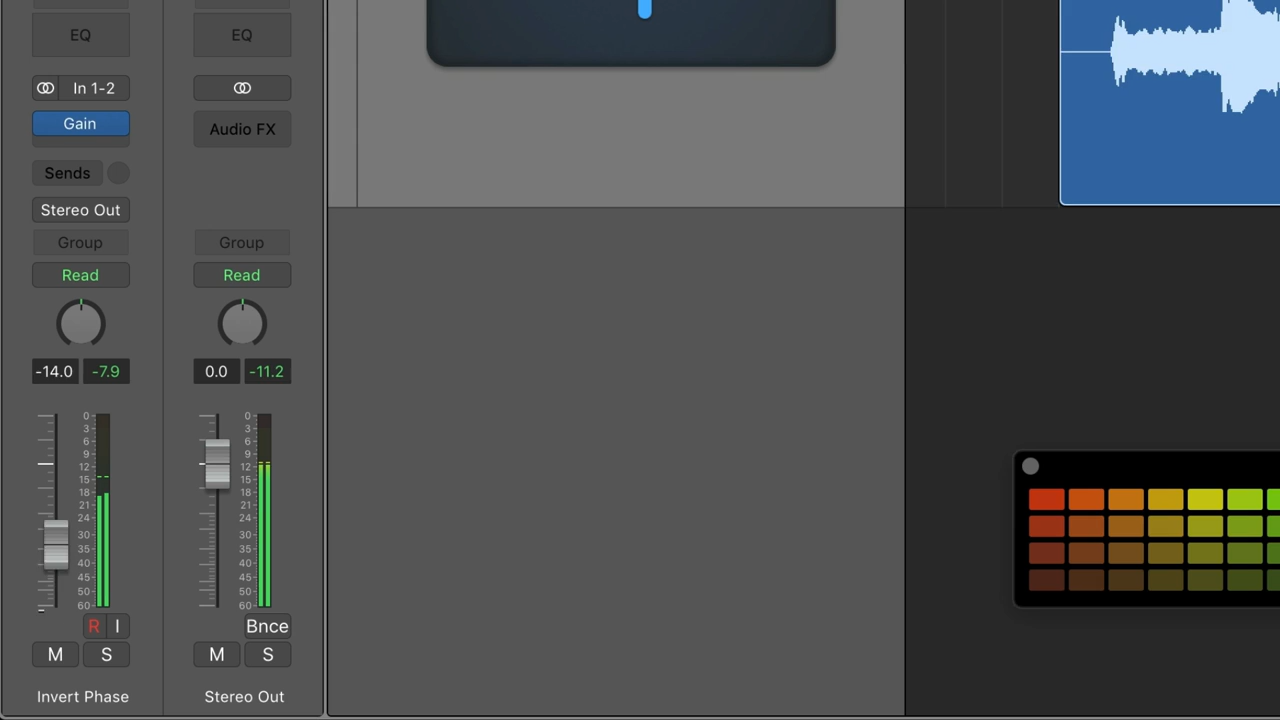 EQ
EQ
In 1-2
Gain
Audio FX
Sends
Stereo Out
Group
Group
Read
Read
-14.0
-7.9
0.0
-11.2
0
3
6
9
12
15
18
21
24
30
35
40
45
50
60
0
3
6
9
12
15
18
21
24
30
35
40
45
50
60
R
I
Bnce
M
S
M
S
Invert Phase
Stereo Out